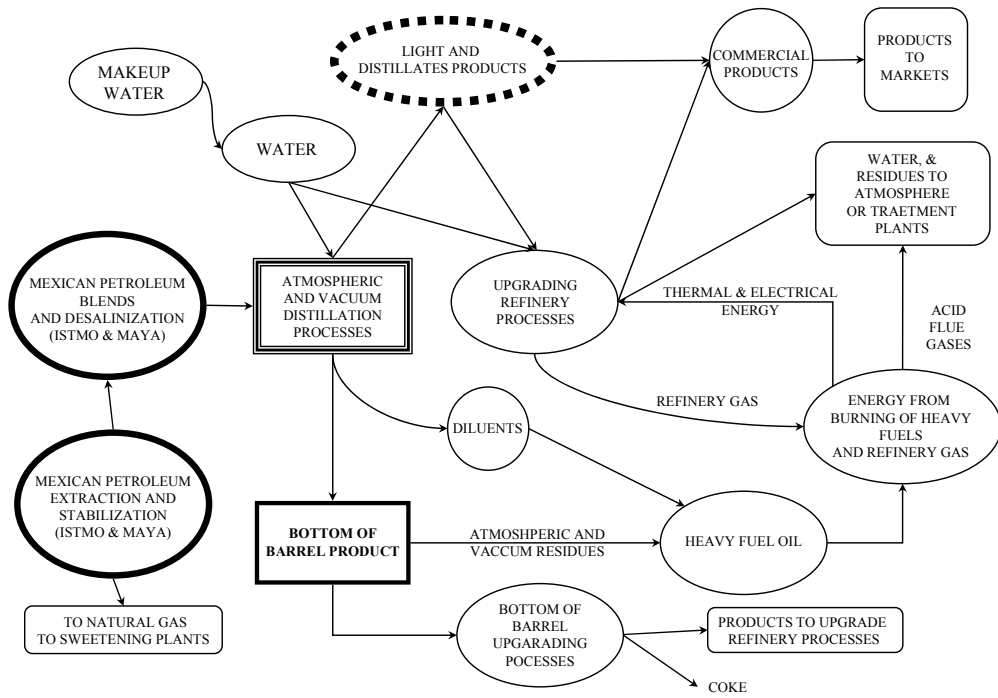 LIGHT AND
DISTILLATES PRODUCTS
COMMERCIAL
PRODUCTS
PRODUCTS
TO
MARKETS
MAKEUP
WATER
WATER
WATER, &
RESIDUES TO
ATMOSPHERE
OR TRAETMENT
PLANTS
MEXICAN PETROLEUM
BLENDS
AND DESALINIZATION
(ISTMO & MAYA)
ATMOSPHERIC
AND VACUUM
DISTILLATION
PROCESSES
UPGRADING
REFINERY
PROCESSES
THERMAL & ELECTRICAL
ENERGY
ACID
FLUE
GASES
REFINERY GAS
ENERGY FROM
BURNING OF HEAVY
FUELS
AND REFINERY GAS
DILUENTS
MEXICAN PETROLEUM
EXTRACTION AND
STABILIZATION
(ISTMO & MAYA)
BOTTOM OF
BARREL PRODUCT
ATMOSHPERIC AND
VACCUM RESIDUES
HEAVY FUEL OIL
TO NATURAL GAS
TO SWEETENING PLANTS
BOTTOM OF
BARREL
UPGARADING
POCESSES
PRODUCTS TO UPGRADE
REFINERY PROCESSES
COKE